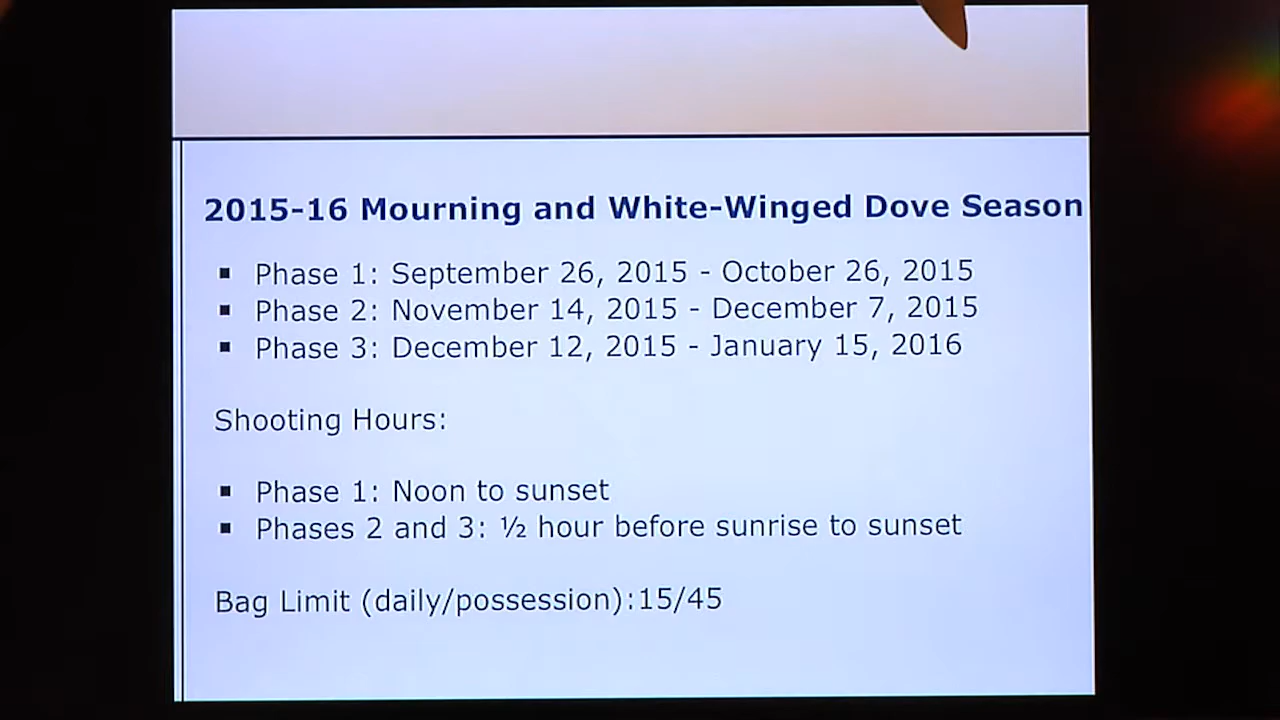 2015-16 Mourning and White-Winged Dove Season
▪ Phase 1: September 26, 2015 - October 26, 2015
▪ Phase 2: November 14, 2015 - December 7, 2015
▪ Phase 3: December 12, 2015 - January 15, 2016
Shooting Hours:
▪ Phase 1: Noon to sunset
▪ Phases 2 and 3: ½ hour before sunrise to sunset
Bag Limit (daily/possession):15/45